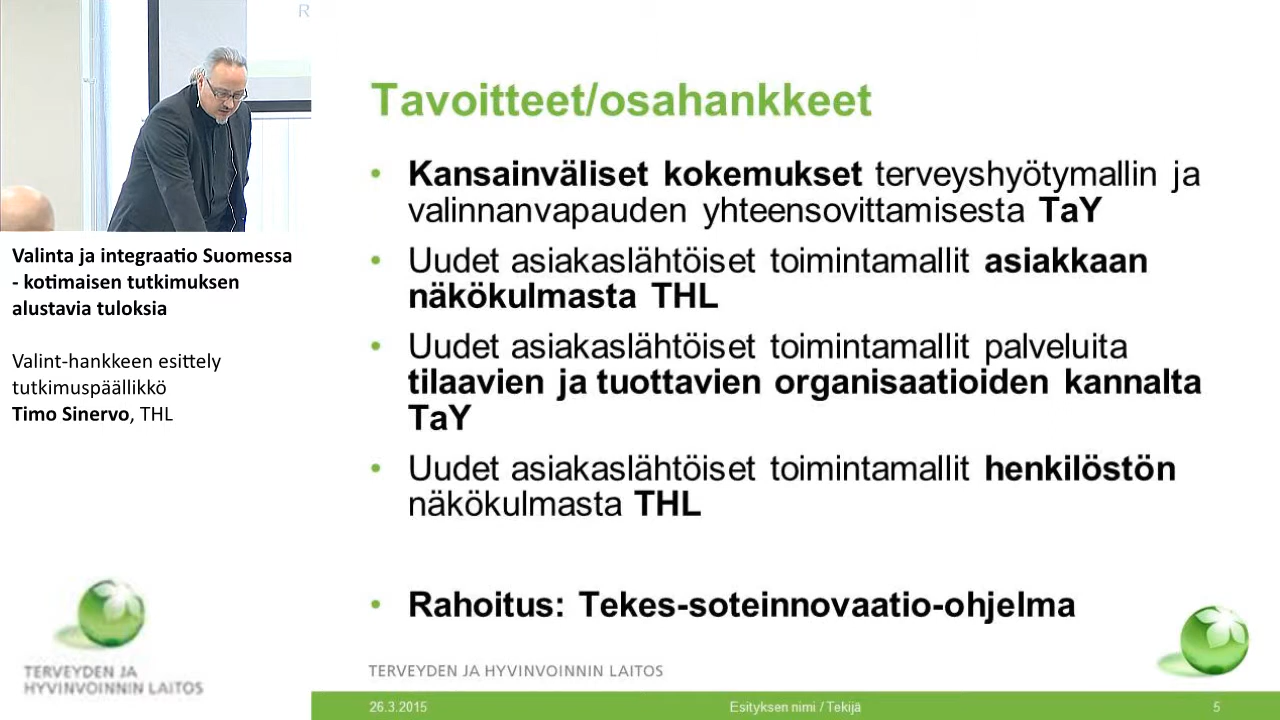 R
Valinta ja integraatio Suomessa
- kotimaisen tutkimuksen
alustavia tuloksia
Valint-hankkeen esittely
tutkimuspäällikkö
Timo Sinervo, THL
TERVEYDEN JA
HYVINVOINNIN LAITOS
Tavoitteet/osahankkeet
• Kansainväliset kokemukset terveyshyötymallin ja
valinnanvapauden yhteensovittamisesta TaY
• Uudet asiakaslähtöiset toimintamallit asiakkaan
näkökulmasta THL
• Uudet asiakaslähtöiset toimintamallit palveluita
tilaavien ja tuottavien organisaatioiden kannalta
TaY
• Uudet asiakaslähtöiset toimintamallit henkilöstön
näkökulmasta THL
• Rahoitus: Tekes-soteinnovaatio-ohjelma
TERVEYDEN JA HYVINVOINNIN LAITOS
26.3.2015 Esityksen nimi / Tekijä 5